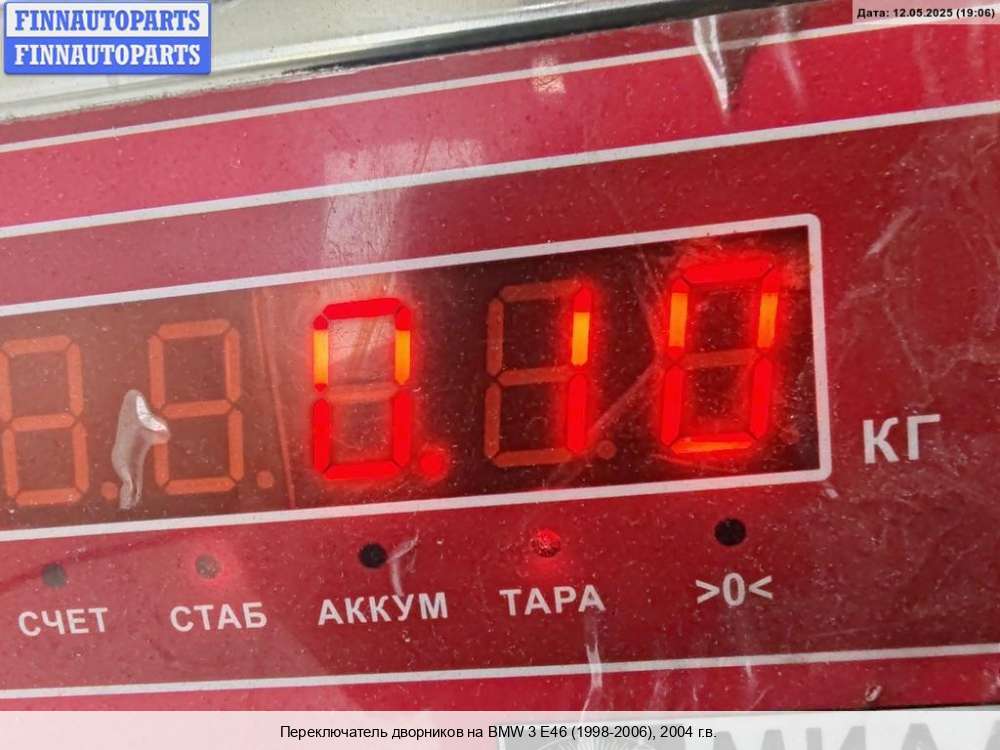 FINNAUTOPARTS
FINNAUTOPARTS
Дата: 12.05.2025 (19:06)
0.10
КГ
СЧЕТ СТАБ АККУМ ТАРА >0<
Переключатель дворников на BMW 3 E46 (1998-2006), 2004 г.в.